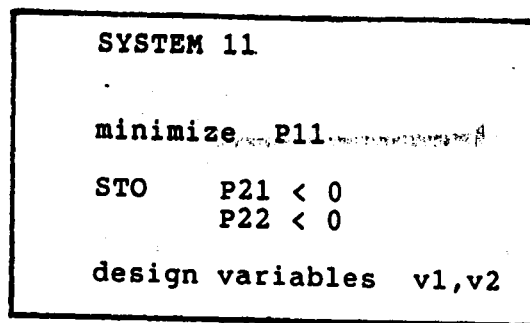 SYSTEM 11
minimize P11
STO P21 < 0
P22 < 0
design variables v1,v2